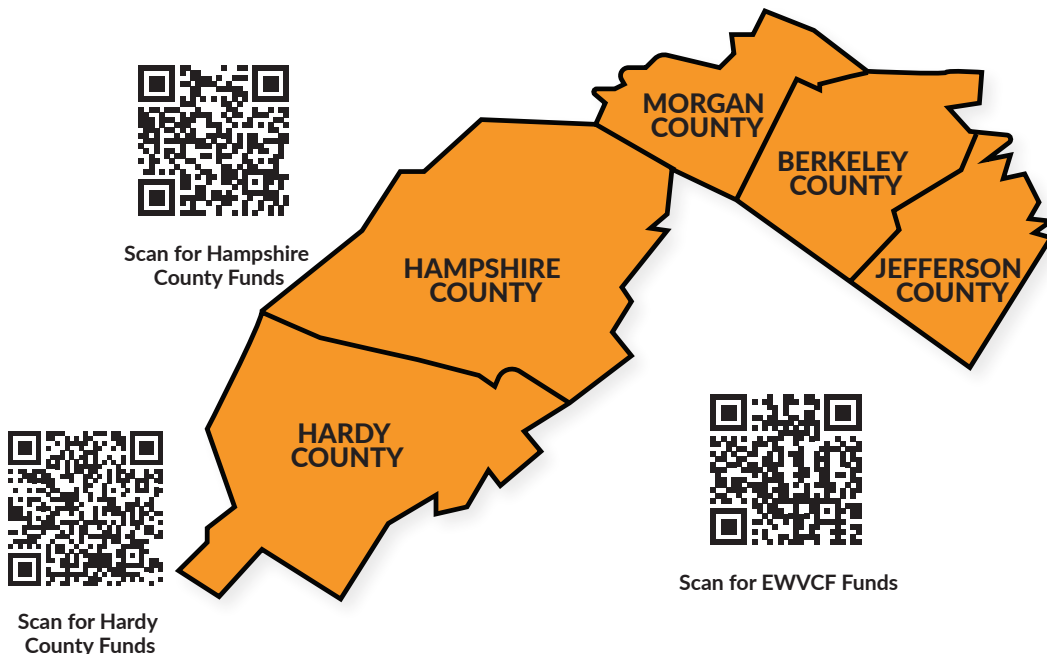 MORGAN
COUNTY
BERKELEY
COUNTY
Scan for Hampshire
County Funds
HAMPSHIRE
COUNTY
JEFFERSON
COUNTY
HARDY
COUNTY
Scan for EWVCF Funds
Scan for Hardy
County Funds